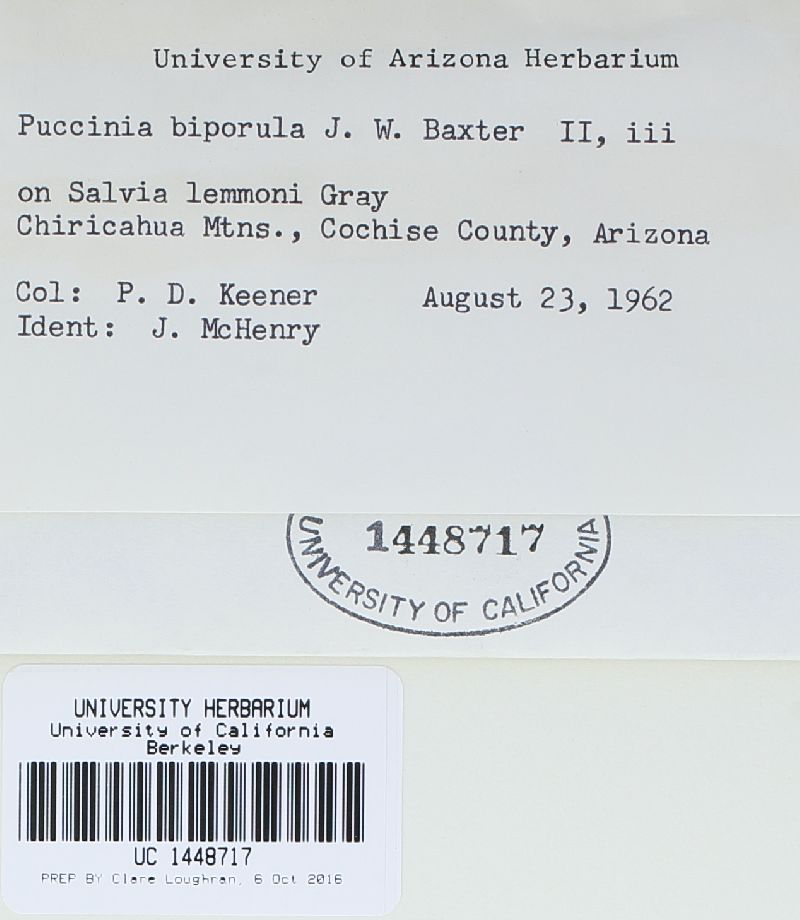 University of Arizona Herbarium
Puccinia biporula J. W. Baxter II, iii
on Salvia lemmoni Gray
Chiricahua Mtns., Cochise County, Arizona
Col: P. D. Keener August 23, 1962
Ident: J. McHenry
1448717
UNIVERSITY OF CALIFORNIA
UNIVERSITY HERBARIUM
University of California
Berkeley
UC 1448717
PREP BY Clare Loughran, 6 Oct 2016